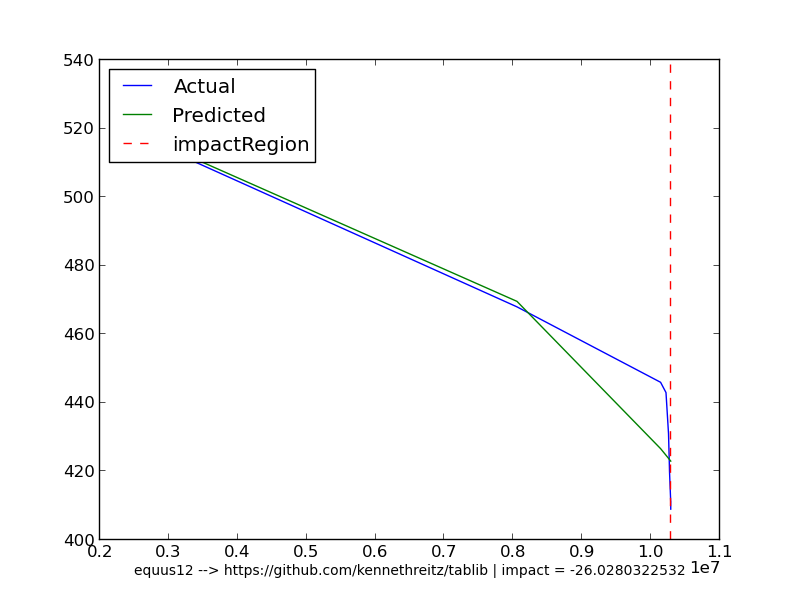 540
520
500
480
460
440
420
400
Actual
Predicted
impactRegion
0.2 0.3 0.4 0.5 0.6 0.7 0.8 0.9 1.0 1.1
1e7
equus12 --> https://github.com/kennethreitz/tablib | impact = -26.0280322532